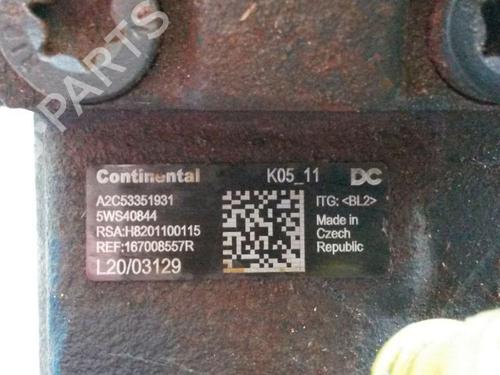 PARTS
Continental K05_11 DC
A2C53351931 ITG: <BL2>
5WS40844 Made in
RSA:H8201100115 Czech
REF:167008557R Republic
L20/03129